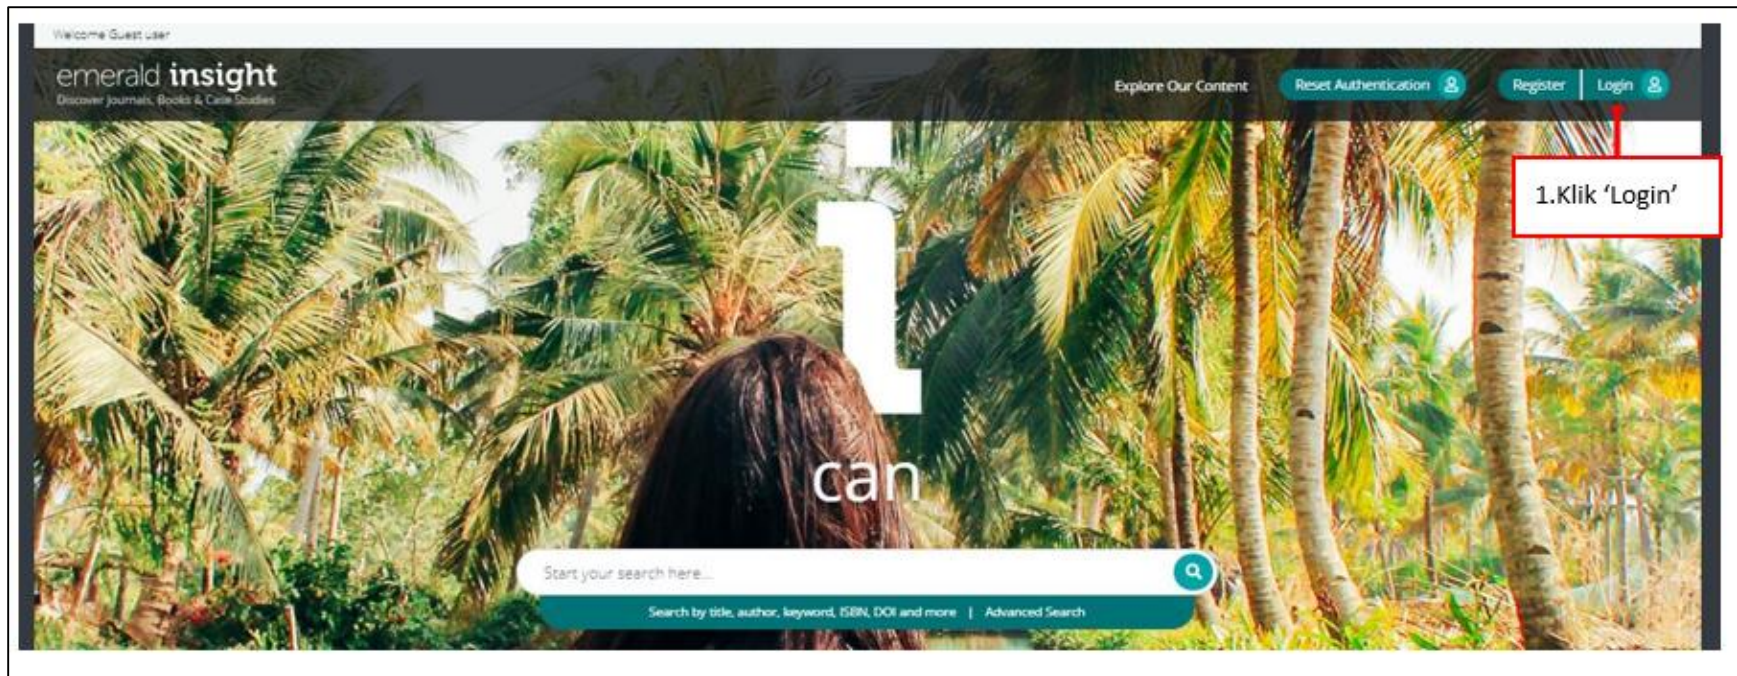 Welcome Guest user
emerald insight
Discover Journals, Books & Case Studies
Explore Our Content
Reset Authentication
Register
Login
1.Klik ‘Login’
i
can
Start your search here...
Search by title, author, keyword, ISBN, DOI and more | Advanced Search